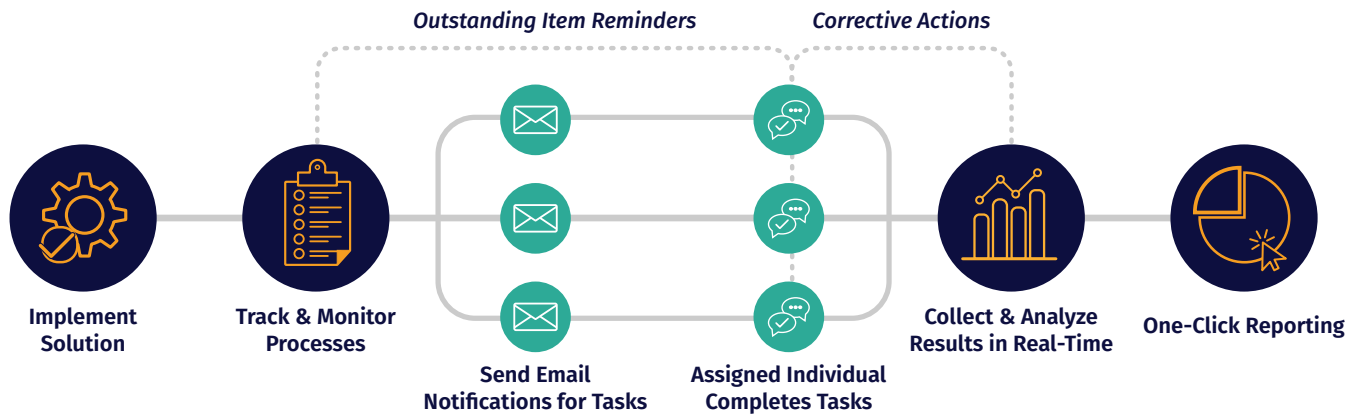 Outstanding Item Reminders
Corrective Actions
Implement
Solution
Track & Monitor
Processes
Send Email
Notifications for Tasks
Assigned Individual
Completes Tasks
Collect & Analyze
Results in Real-Time
One-Click Reporting